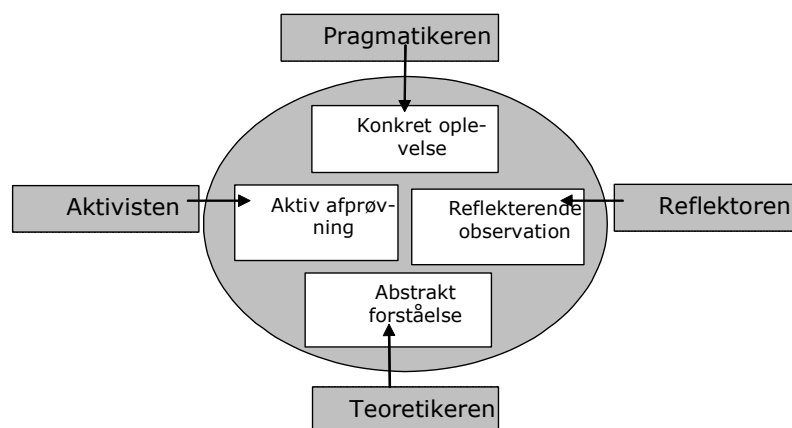 Pragmatikeren
Konkret ople-
velse
Aktivisten
Aktiv afprøv-
ning
Reflekterende
observation
Reflektoren
Abstrakt
forståelse
Teoretikeren